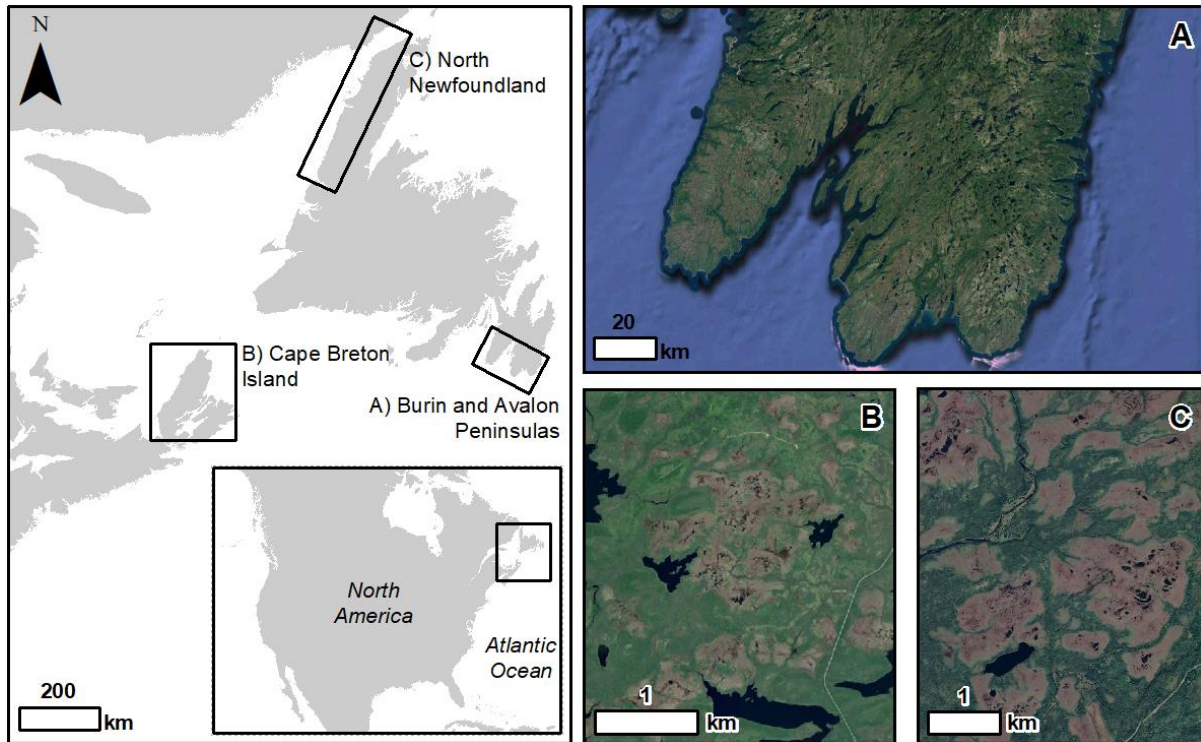 N
C) North
Newfoundland
B) Cape Breton
Island
A) Burin and Avalon
Peninsulas
North
America
Atlantic
Ocean
200
km
A
20
km
B
1
km
C
1
km